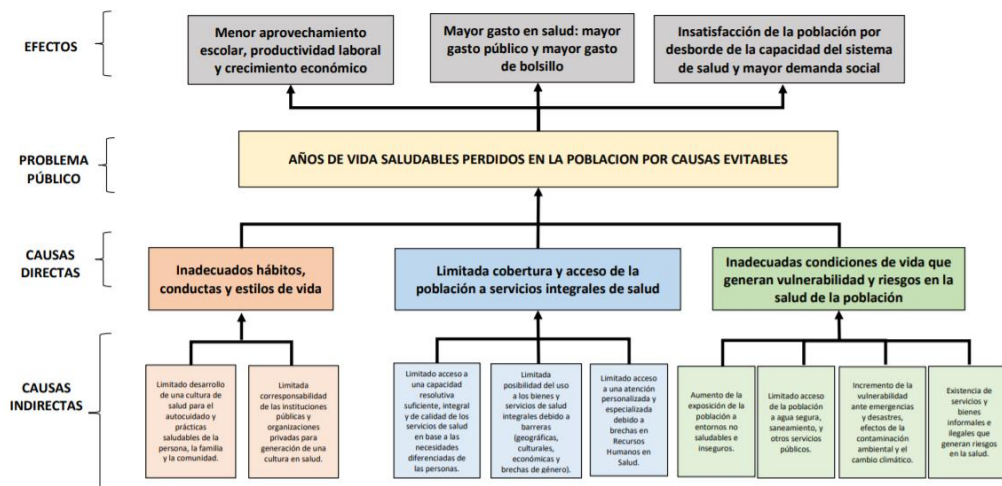 EFECTOS
Menor aprovechamiento
escolar, productividad laboral
y crecimiento económico
Mayor gasto en salud: mayor
gasto público y mayor gasto
de bolsillo
Insatisfacción de la población por
desborde de la capacidad del sistema
de salud y mayor demanda social
PROBLEMA
PÚBLICO
AÑOS DE VIDA SALUDABLES PERDIDOS EN LA POBLACION POR CAUSAS EVITABLES
CAUSAS
DIRECTAS
Inadecuados hábitos,
conductas y estilos de vida
Limitada cobertura y acceso de la
población a servicios integrales de salud
Inadecuadas condiciones de vida que
generan vulnerabilidad y riesgos en la
salud de la población
CAUSAS
INDIRECTAS
Limitado desarrollo
de una cultura de
salud para el
autocuidado y
prácticas
saludables de la
persona, la familia
y la comunidad.
Limitada
corresponsabilidad
de las instituciones
públicas y
organizaciones
privadas para
generación de una
cultura en salud.
Limitado acceso a
una capacidad
resolutiva
suficiente, integral
y de calidad de los
servicios de salud
en base a las
necesidades
diferenciadas de
las personas.
Limitada
posibilidad del uso
a los bienes y
servicios de salud
integrales debido a
barreras
(geográficas,
culturales,
económicas y
brechas de género).
Limitado acceso
a una atención
personalizada y
especializada
debido a
brechas en
Recursos
Humanos en
Salud.
Aumento de la
exposición de la
población a
entornos no
saludables e
inseguros.
Limitado acceso
de la población
a agua segura,
saneamiento, y
otros servicios
públicos.
Incremento de la
vulnerabilidad
ante emergencias
y desastres,
efectos de la
contaminación
ambiental y el
cambio climático.
Existencia de
servicios y
bienes
informales e
ilegales que
generan riesgos
en la salud.